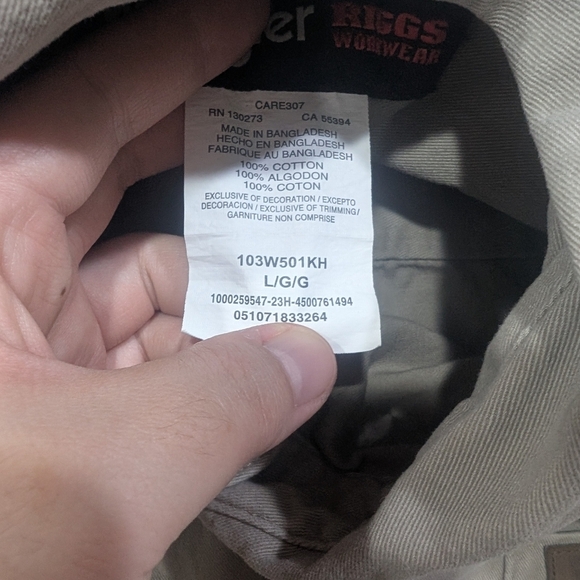 er RIGGS
WORKWEAR
CARE307
RN 130273 CA 55394
MADE IN BANGLADESH
HECHO EN BANGLADESH
FABRIQUE AU BANGLADESH
100% COTTON
100% ALGODON
100% COTON
EXCLUSIVE OF DECORATION / EXCEPTO
DECORACION / EXCLUSIVE OF TRIMMING/
GARNITURE NON COMPRISE
103W501KH
L/G/G
1000259547-23H-4500761494
051071833264